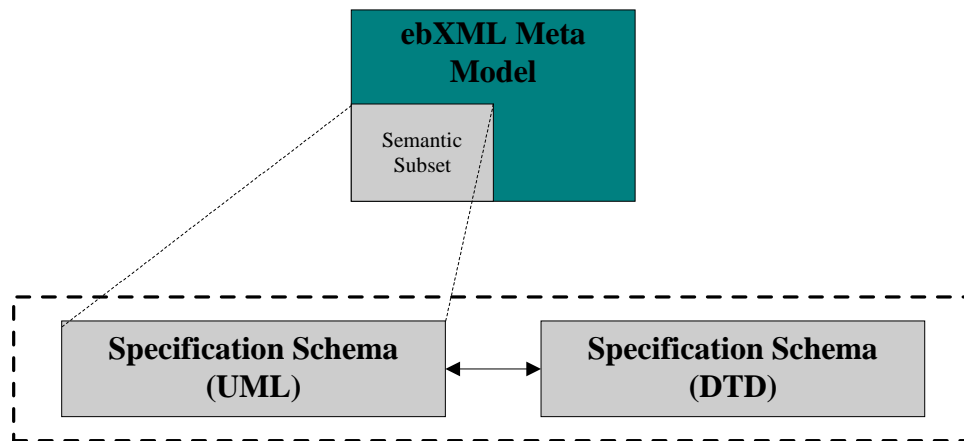 ebXML Meta
Model
Semantic
Subset
Specification Schema
(UML)
Specification Schema
(DTD)